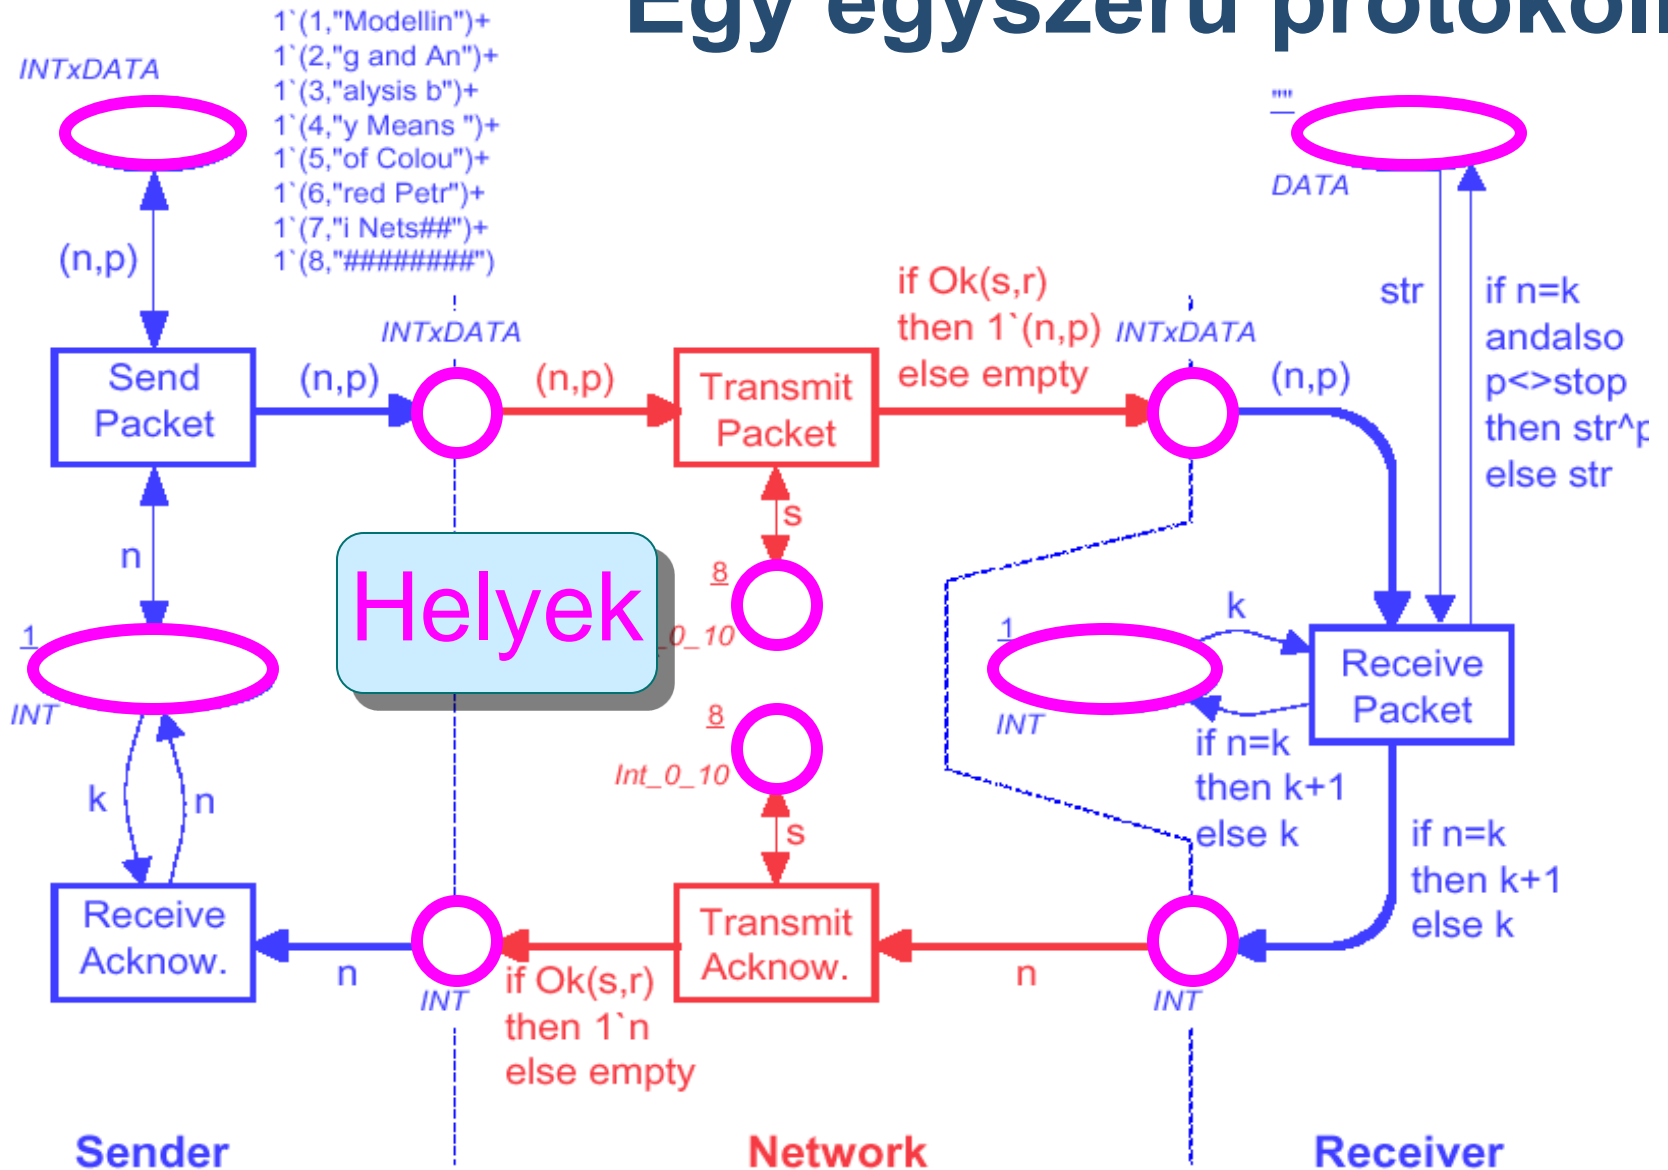 Egy egyszerű protokoll
1`(1,"Modellin")+
1`(2,"g and An")+
1`(3,"alysis b")+
1`(4,"y Means ")+
1`(5,"of Colou")+
1`(6,"red Petr")+
1`(7,"i Nets##")+
1`(8,"########")
INTxDATA
""
DATA
(n,p)
str
if n=k
andalso
p<>stop
then str^p
else str
if Ok(s,r)
then 1`(n,p)
else empty
INTxDATA
INTxDATA
Send
Packet
(n,p)
(n,p)
Transmit
Packet
(n,p)
s
n
Helyek
8
_0_10
1
INT
k
1
INT
Receive
Packet
8
Int_0_10
if n=k
then k+1
else k
k
n
s
if n=k
then k+1
else k
Receive
Acknow.
n
INT
Transmit
Acknow.
if Ok(s,r)
then 1`n
else empty
n
INT
Sender
Network
Receiver